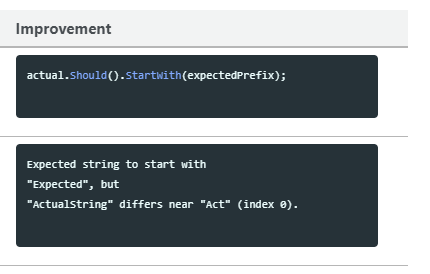 Improvement
actual.Should().StartWith(expectedPrefix);
Expected string to start with
"Expected", but
"ActualString" differs near "Act" (index 0).